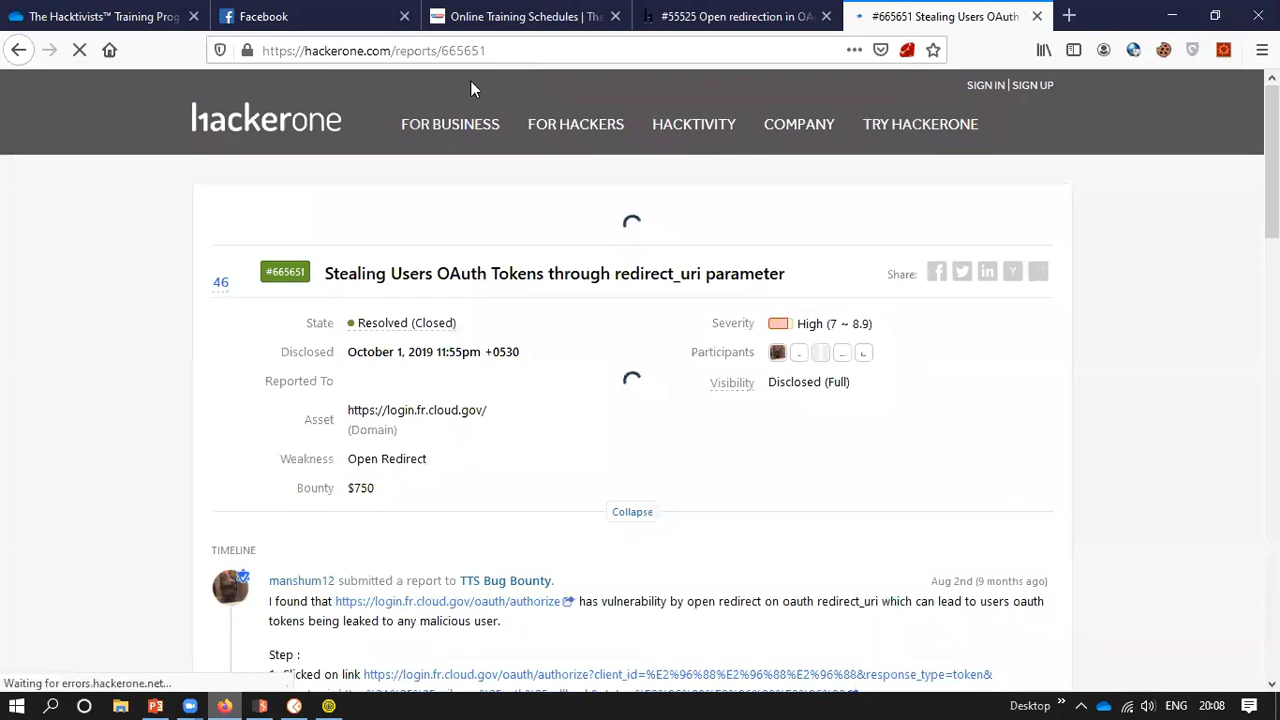 The Hacktivists™ Training Prog
Facebook
Online Training Schedules | The
#55525 Open redirection in OA
#665651 Stealing Users OAuth
https://hackerone.com/reports/665651
SIGN IN | SIGN UP
hackerone
FOR BUSINESS
FOR HACKERS
HACKTIVITY
COMPANY
TRY HACKERONE
46
#665651
Stealing Users OAuth Tokens through redirect_uri parameter
Share:
State
Resolved (Closed)
Severity
High (7 ~ 8.9)
Disclosed
October 1, 2019 11:55pm +0530
Participants
Reported To
Visibility
Disclosed (Full)
Asset
https://login.fr.cloud.gov/
(Domain)
Weakness
Open Redirect
Bounty
$750
Collapse
TIMELINE
manshum12 submitted a report to TTS Bug Bounty.
Aug 2nd (9 months ago)
I found that https://login.fr.cloud.gov/oauth/authorize has vulnerability by open redirect on oauth redirect_uri which can lead to users oauth
tokens being leaked to any malicious user.
Step :
1. Clicked on link https://login.fr.cloud.gov/oauth/authorize?client_id=%E2%96%88%E2%96%88%E2%96%88&response_type=token&
Waiting for errors.hackerone.net...
Desktop
ENG
20:08